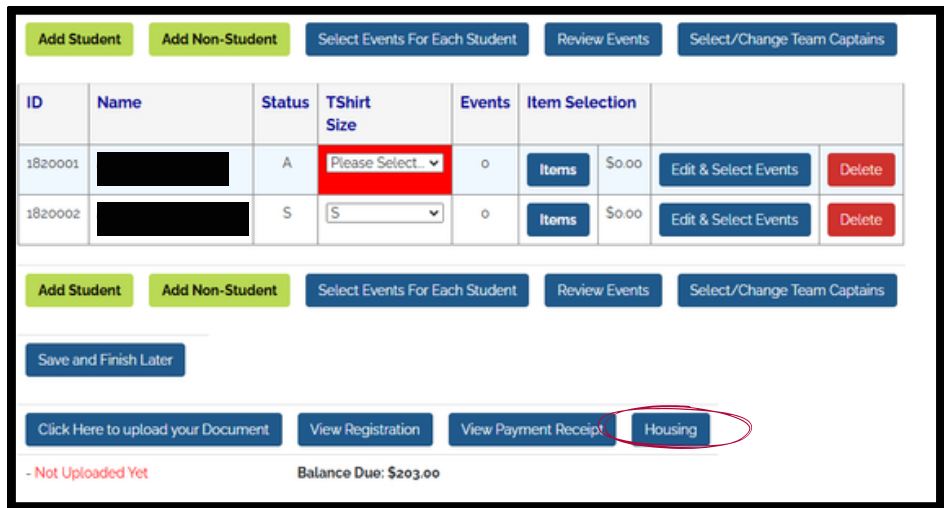 Add Student Add Non-Student Select Events For Each Student Review Events Select/Change Team Captains
ID Name Status TShirt Size Events Item Selection
1820001 A Please Select.. 0 Items $0.00 Edit & Select Events Delete
1820002 S S 0 Items $0.00 Edit & Select Events Delete
Add Student Add Non-Student Select Events For Each Student Review Events Select/Change Team Captains
Save and Finish Later
Click Here to upload your Document View Registration View Payment Receipt Housing
- Not Uploaded Yet Balance Due: $203.00